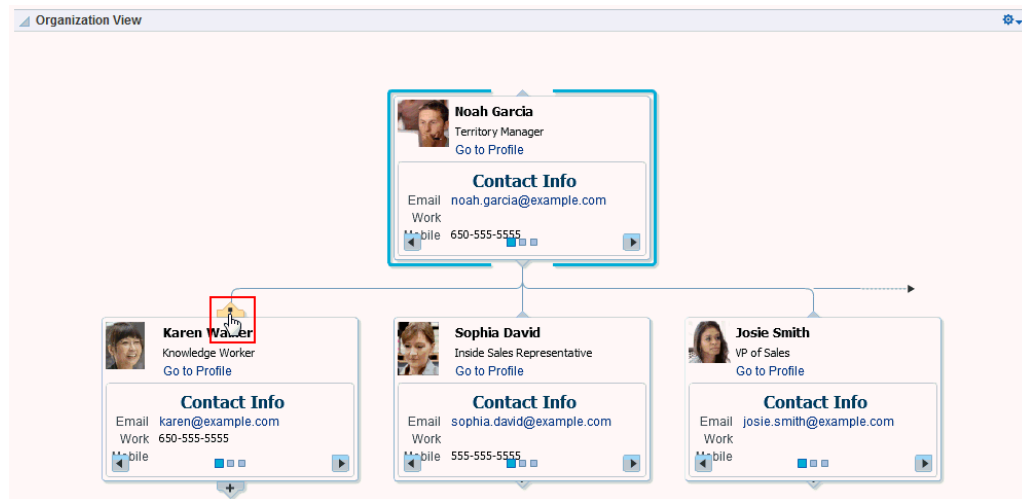 Organization View
Noah Garcia
Territory Manager
Go to Profile
Contact Info
Email noah.garcia@example.com
Work
Mobile 650-555-5555
Karen
Knowledge Worker
Go to Profile
Contact Info
Email karen@example.com
Work 650-555-5555
Mobile
Sophia David
Inside Sales Representative
Go to Profile
Contact Info
Email sophia.david@example.com
Work
Mobile 555-555-5555
Josie Smith
VP of Sales
Go to Profile
Contact Info
Email josie.smith@example.com
Work
Mobile